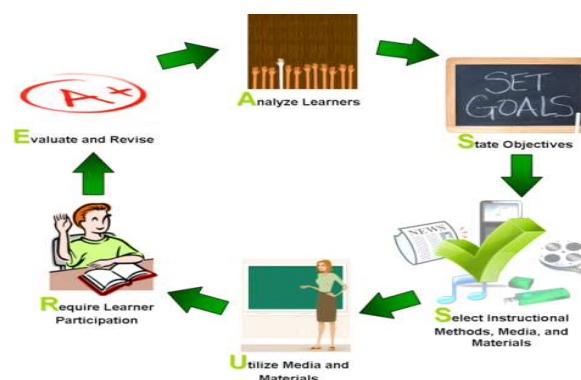 Analyze Learners
SET
GOALS
State Objectives
NEWS
Select Instructional
Methods, Media, and
Materials
Utilize Media and
Materials
Require Learner
Participation
A+
Evaluate and Revise